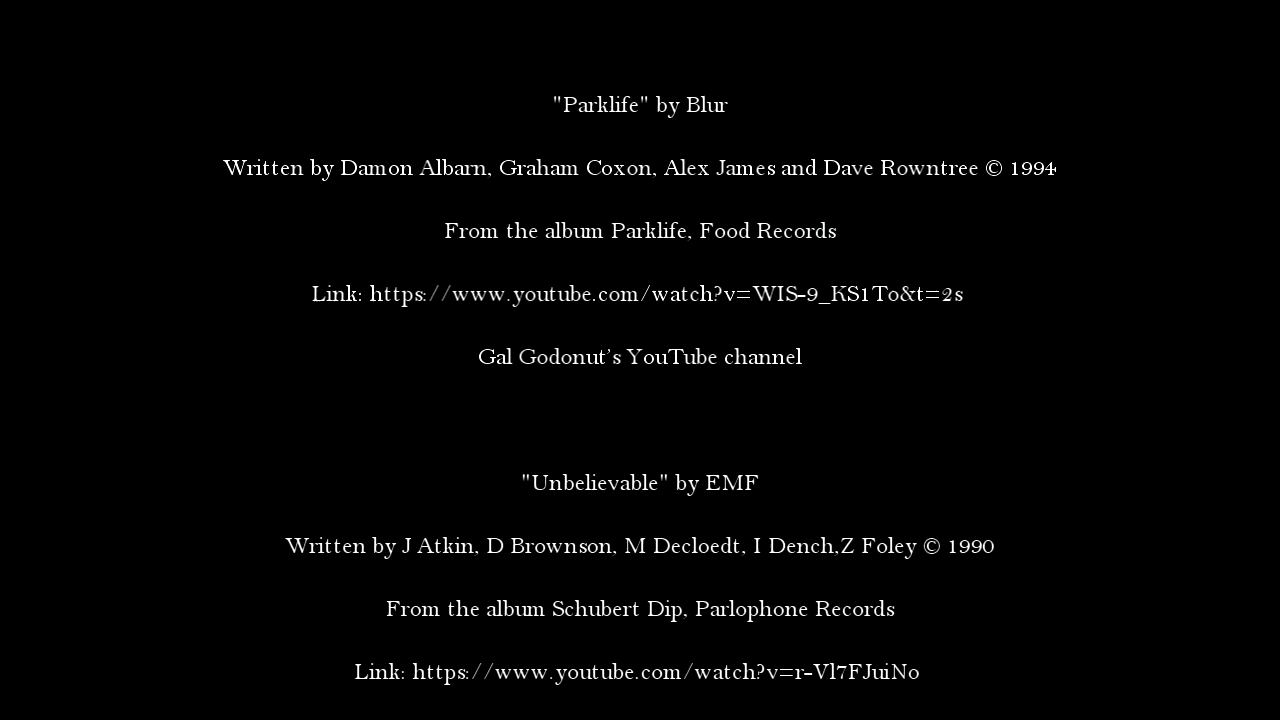 "Parklife" by Blur
Written by Damon Albarn, Graham Coxon, Alex James and Dave Rowntree © 1994
From the album Parklife, Food Records
Link: https://www.youtube.com/watch?v=WIS-9_KS1To&t=2s
Gal Godonut’s YouTube channel
"Unbelievable" by EMF
Written by J Atkin, D Brownson, M Decloedt, I Dench,Z Foley © 1990
From the album Schubert Dip, Parlophone Records
Link: https://www.youtube.com/watch?v=r-Vl7FJuiNo